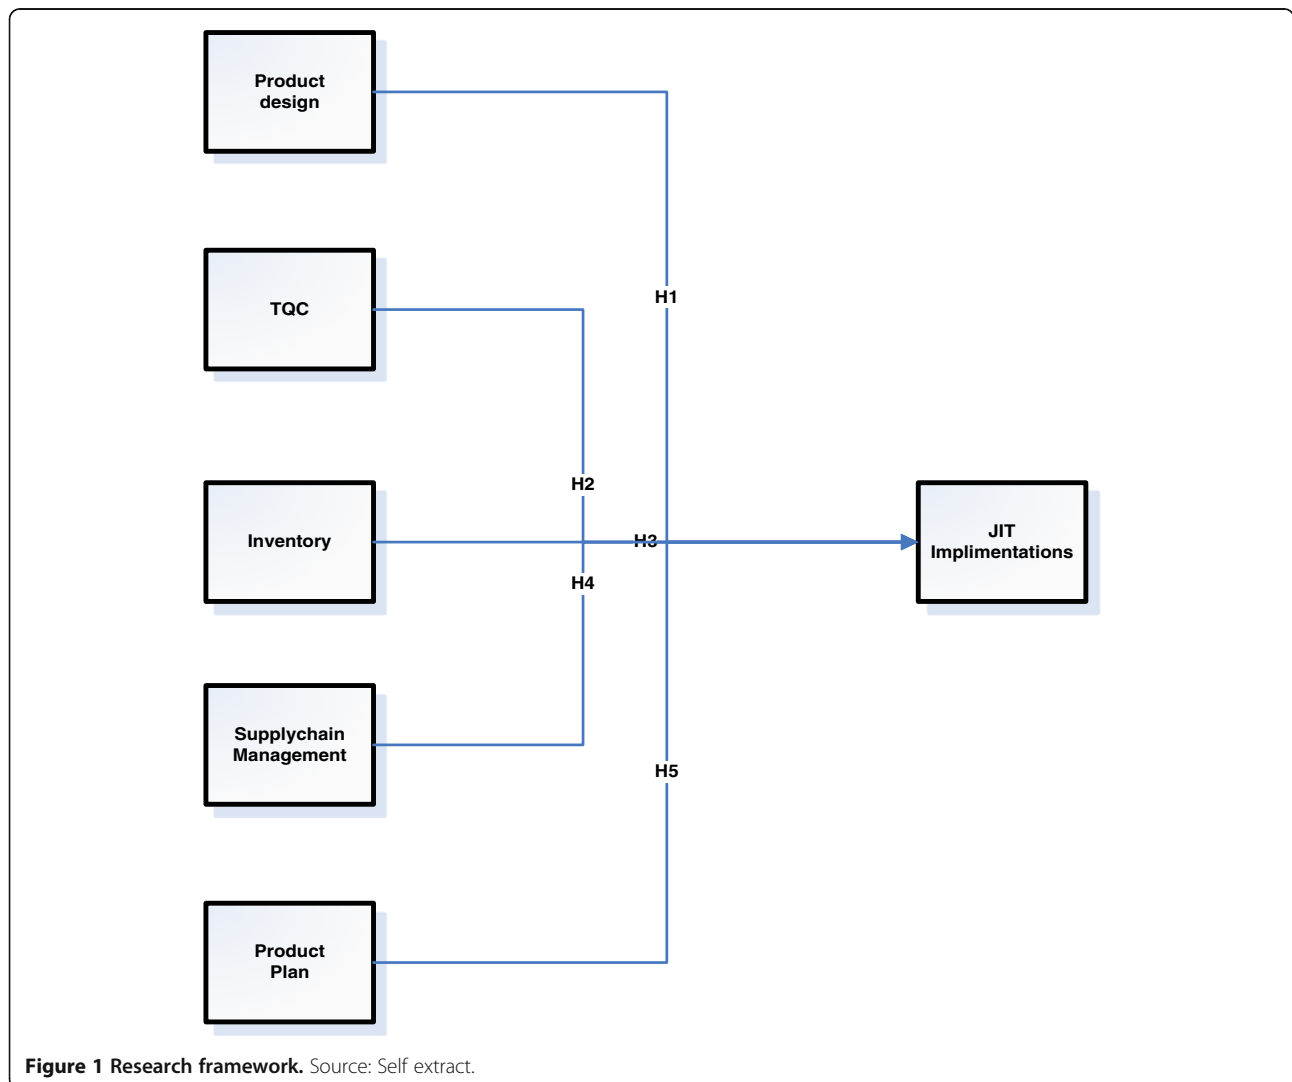 Product
design
H1
TQC
H2
Inventory
H3
JIT
Implimentations
H4
Supplychain
Management
H5
Product
Plan
Figure 1 Research framework. Source: Self extract.